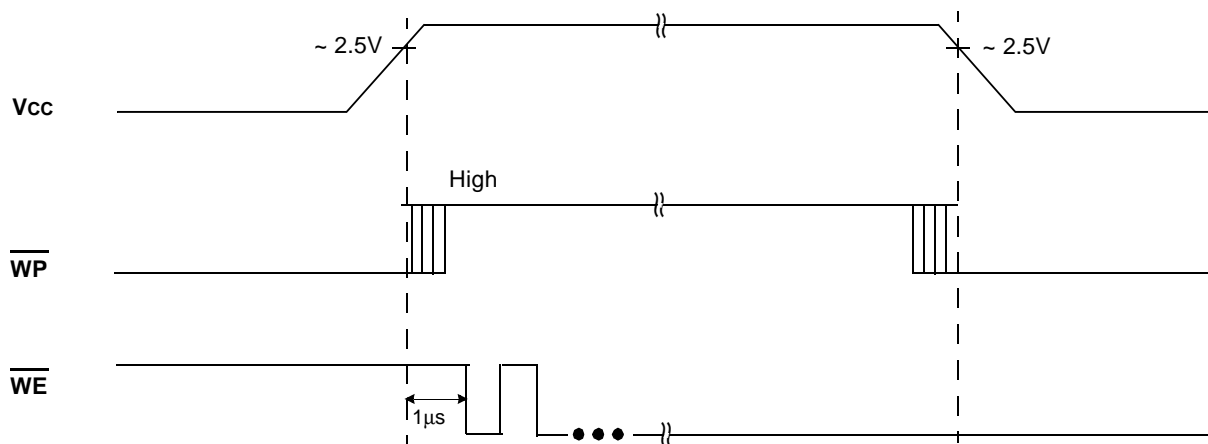 ~ 2.5V
~ 2.5V
VCC
High
WP
WE
1μs